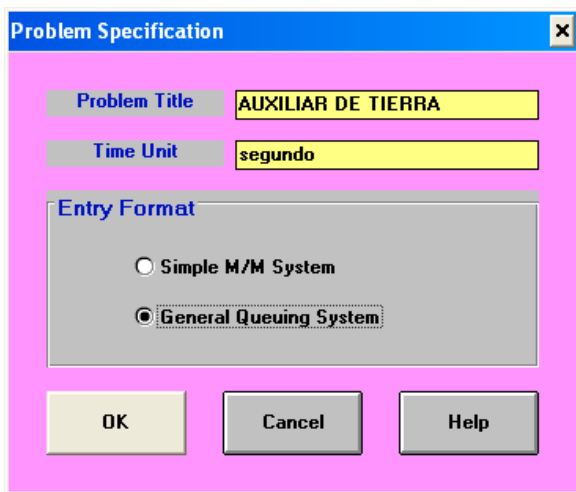 Problem Specification
Problem Title AUXILIAR DE TIERRA
Time Unit segundo
Entry Format
Simple M/M System
General Queuing System
OK Cancel Help